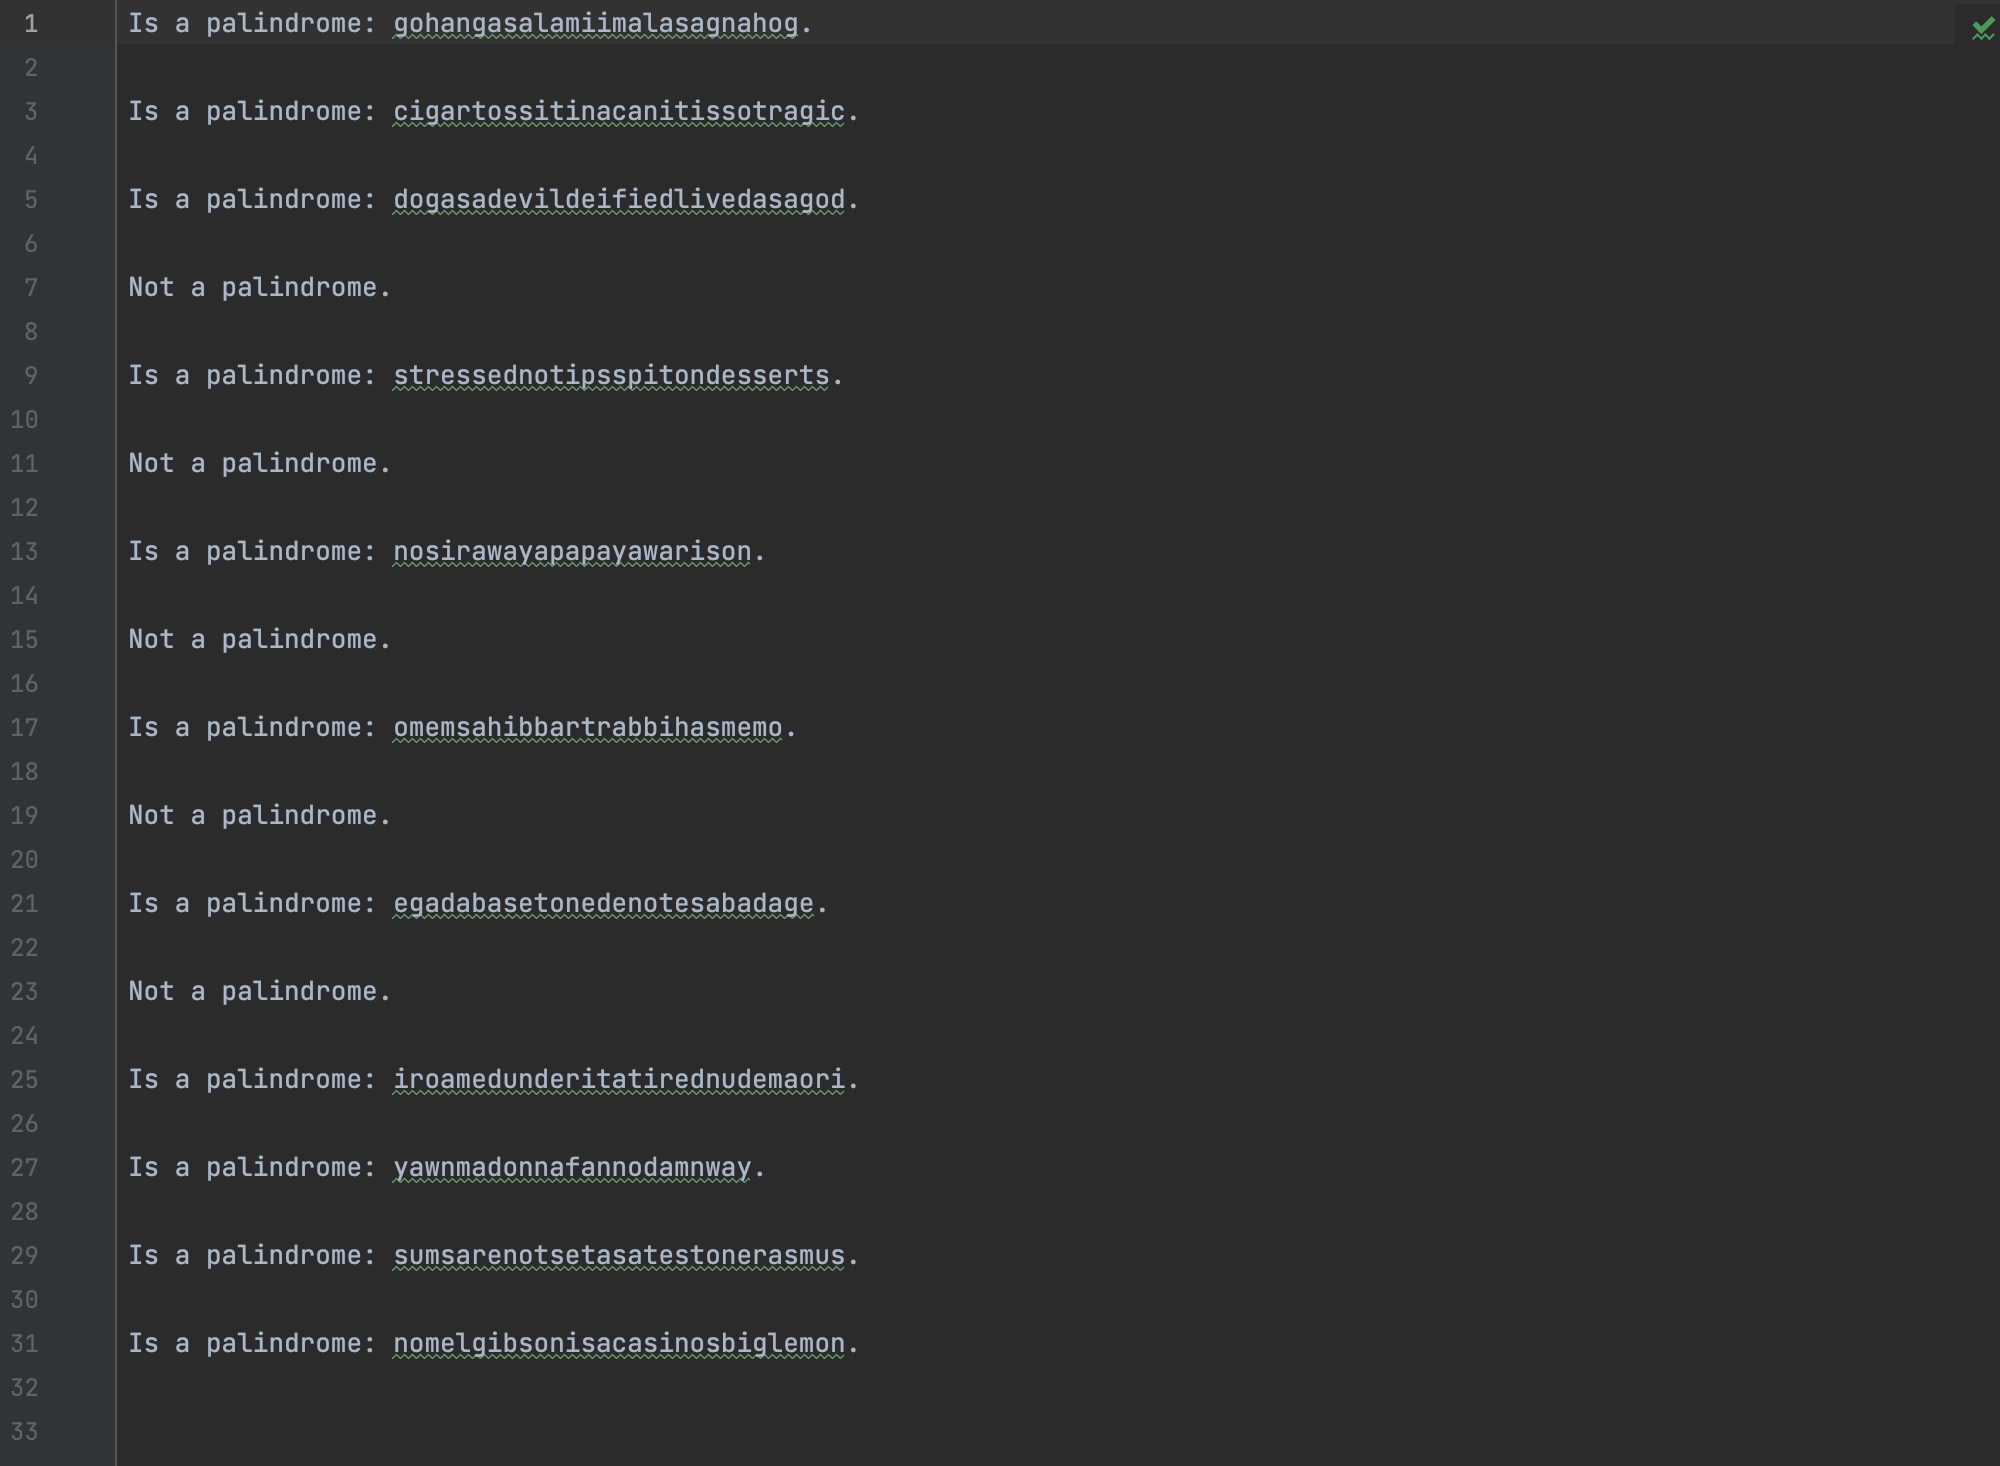 1 Is a palindrome: gohangasalamiimalasagnahog.
2
3 Is a palindrome: cigartossitinacanitissotragic.
4
5 Is a palindrome: dogasadevildeifiedlivedasagod.
6
7 Not a palindrome.
8
9 Is a palindrome: stressednotipsspitondesserts.
10
11 Not a palindrome.
12
13 Is a palindrome: nosirawayapapayawarison.
14
15 Not a palindrome.
16
17 Is a palindrome: omemsahibbartrabbihasmemo.
18
19 Not a palindrome.
20
21 Is a palindrome: egadabasetonedenotesabadage.
22
23 Not a palindrome.
24
25 Is a palindrome: iroamedunderitatirednudemaori.
26
27 Is a palindrome: yawnmadonnafannodamnway.
28
29 Is a palindrome: sumsarenotsetasatestonerasmus.
30
31 Is a palindrome: nomelgibsonisacasinosbiglemon.
32
33